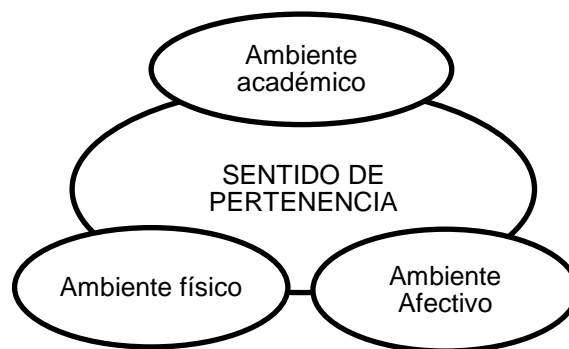 Ambiente
académico
SENTIDO DE
PERTENENCIA
Ambiente físico
Ambiente
Afectivo